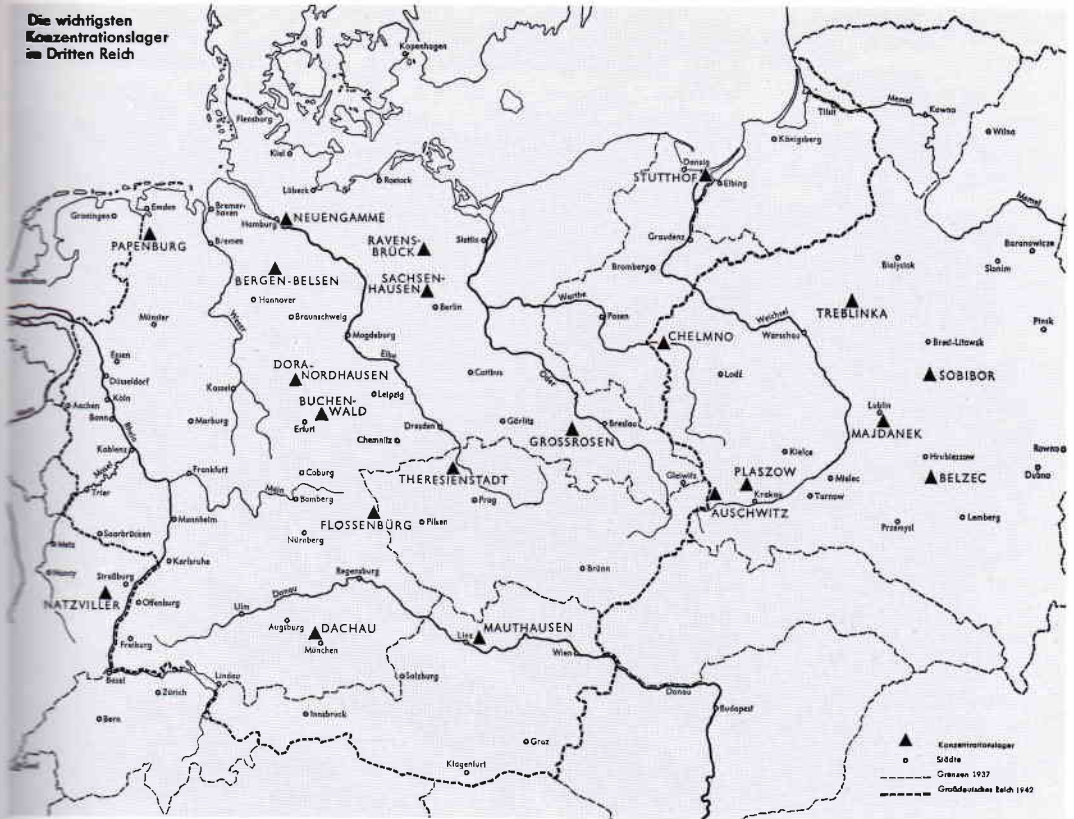 Die wichtigsten
Konzentrationslager
im Dritten Reich
Kopenhagen
Flensburg
Kiel
Rostock
Lübeck
Tilsit
Memel
Kowno
Wilna
Königsberg
Danzig
STUTTHOF
Elbing
Memel
Groningen
Emden
Bremer-
haven
NEUENGAMME
Hamburg
PAPENBURG
Bremen
RAVENS-
BRÜCK
Stettin
Graudenz
Baranowicze
Slonim
Bialystok
Bromberg
BERGEN-BELSEN
SACHSEN-
HAUSEN
Hannover
Berlin
Warthe
Posen
Weichsel
TREBLINKA
Weser
Braunschweig
Münster
Magdeburg
Warschau
Pinsk
CHELMNO
Brest-Litowsk
Essen
Elbe
DORA-
NORDHAUSEN
Cottbus
Oder
Lodź
SOBIBOR
Düsseldorf
Kassel
Leipzig
Aachen
Köln
BUCHEN-
WALD
Lublin
Bonn
Marburg
Erfurt
Dresden
Görlitz
Breslau
MAJDANEK
Rhein
Chemnitz
GROSSROSEN
Koblenz
Kielce
Hrubieszow
Rowno
Mosel
Frankfurt
Coburg
THERESIENSTADT
Gleiwitz
PLASZOW
Mielec
BELZEC
Dubno
Trier
Main
Bamberg
Prag
Krakau
Tarnow
AUSCHWITZ
Mannheim
FLOSSENBÜRG
Pilsen
Przemysl
Lemberg
Saarbrücken
Nürnberg
Metz
Karlsruhe
Nancy
Straßburg
Regensburg
Brünn
NATZVILLER
Offenburg
Ulm
Donau
Augsburg
DACHAU
MAUTHAUSEN
Freiburg
München
Linz
Wien
Basel
Lindau
Salzburg
Zürich
Donau
Bern
Innsbruck
Budapest
Graz
Klagenfurt
Konzentrationslager
Städte
Grenzen 1937
Großdeutsches Reich 1942